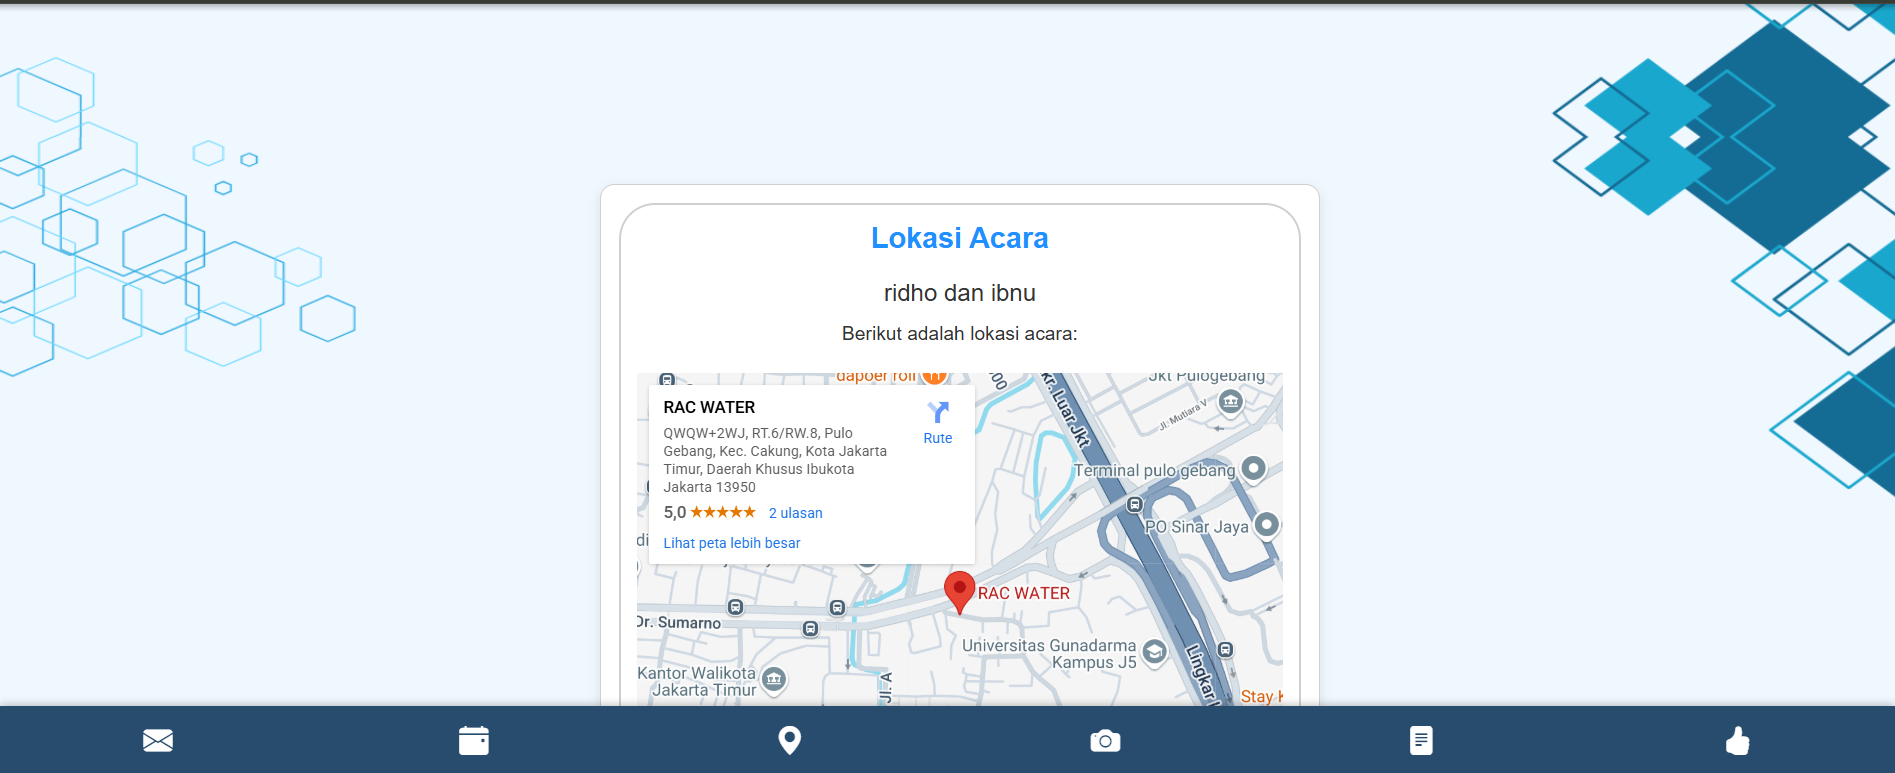 Lokasi Acara
ridho dan ibnu
Berikut adalah lokasi acara:
dapoer roll
Jkt Pulogebang
RAC WATER
QWQW+2WJ, RT.6/RW.8, Pulo
Gebang, Kec. Cakung, Kota Jakarta
Timur, Daerah Khusus Ibukota
Jakarta 13950
Rute
5,0 ★★★★★ 2 ulasan
Lihat peta lebih besar
kr. Luar Jkt
Jl. Mutiara V
Terminal pulo gebang
PO Sinar Jaya
RAC WATER
Dr. Sumarno
Universitas Gunadarma
Kampus J5
Lingkar
Kantor Walikota
Jakarta Timur
Jl. A
Stay